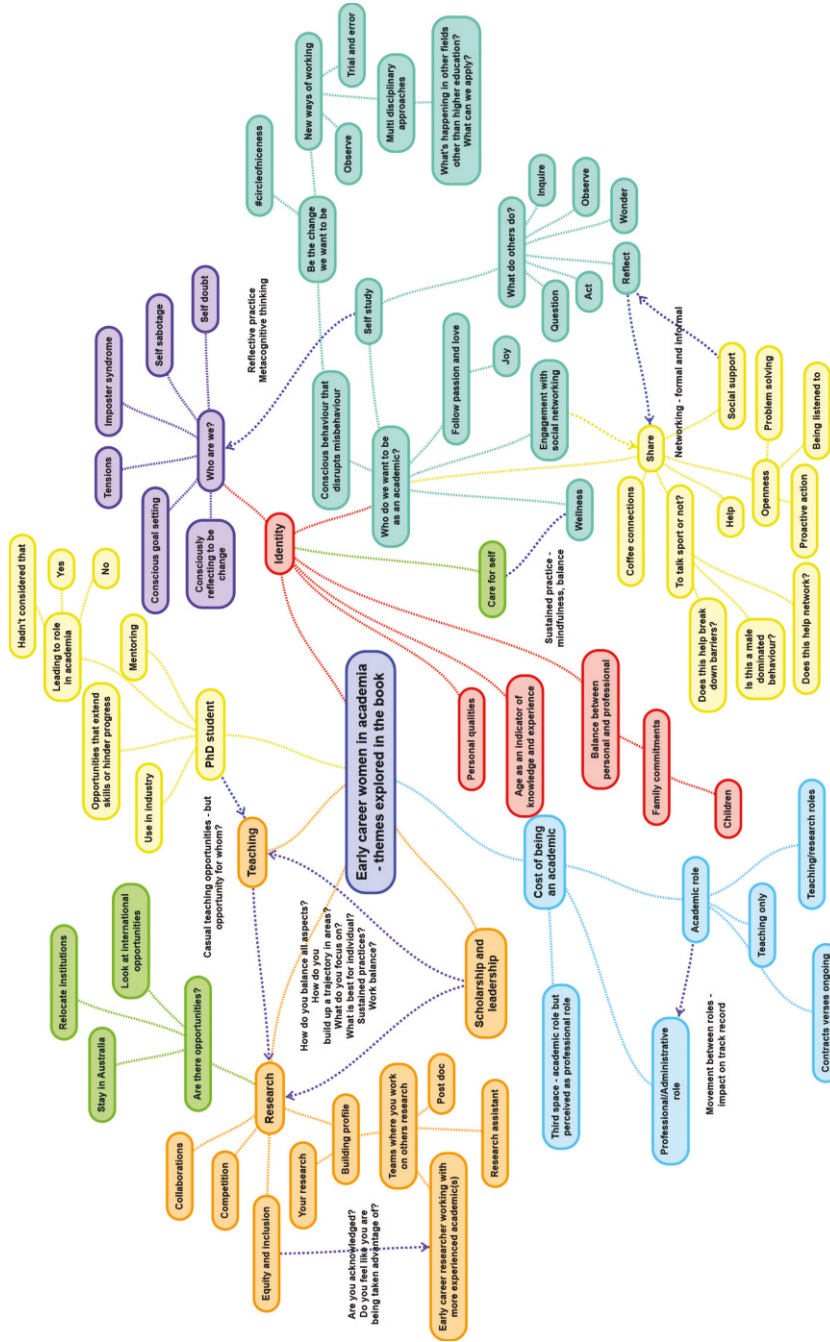 Early career women in academia
- themes explored in the book
Identity
Who are we?
Tensions
Imposter syndrome
Self sabotage
Self doubt
Conscious goal setting
Consciously
reflecting to be
change
Reflective practice
Metacognitive thinking
Who do we want to be
as an academic?
Conscious behaviour that
disrupts misbehaviour
Be the change
we want to be
#circleofniceness
New ways of working
Observe
Trial and error
Multi disciplinary
approaches
What's happening in other fields
other than higher education?
What can we apply?
Self study
What do others do?
Inquire
Observe
Wonder
Reflect
Act
Question
Follow passion and love
Joy
Engagement with
social networking
Wellness
Care for self
Sustained practice -
mindfulness, balance
Share
Networking - formal and informal
Social support
Openness
Problem solving
Being listened to
Proactive action
Help
Coffee connections
To talk sport or not?
Does this help break
down barriers?
Is this a male
dominated
behaviour?
Does this help network?
Personal qualities
Age as an indicator of
knowledge and experience
Balance between
personal and professional
Family commitments
Children
PhD student
Mentoring
Leading to role
in academia
Hadn't considered that
Yes
No
Opportunities that extend
skills or hinder progress
Use in industry
Casual teaching opportunities - but
opportunity for whom?
Teaching
Research
Are there opportunities?
Stay in Australia
Relocate institutions
Look at international
opportunities
Collaborations
Competition
Equity and inclusion
Building profile
Your research
Teams where you work
on others research
Post doc
Research assistant
Early career researcher working with
more experienced academic(s)
Are you acknowledged?
Do you feel like you are
being taken advantage of?
How do you balance all aspects?
How do you
build up a trajectory in areas?
What do you focus on?
What is best for individual?
Sustained practices?
Work balance?
Scholarship and
leadership
Cost of being
an academic
Third space - academic role but
perceived as professional role
Professional/Administrative
role
Movement between roles -
impact on track record
Academic role
Teaching/research roles
Teaching only
Contracts verses ongoing